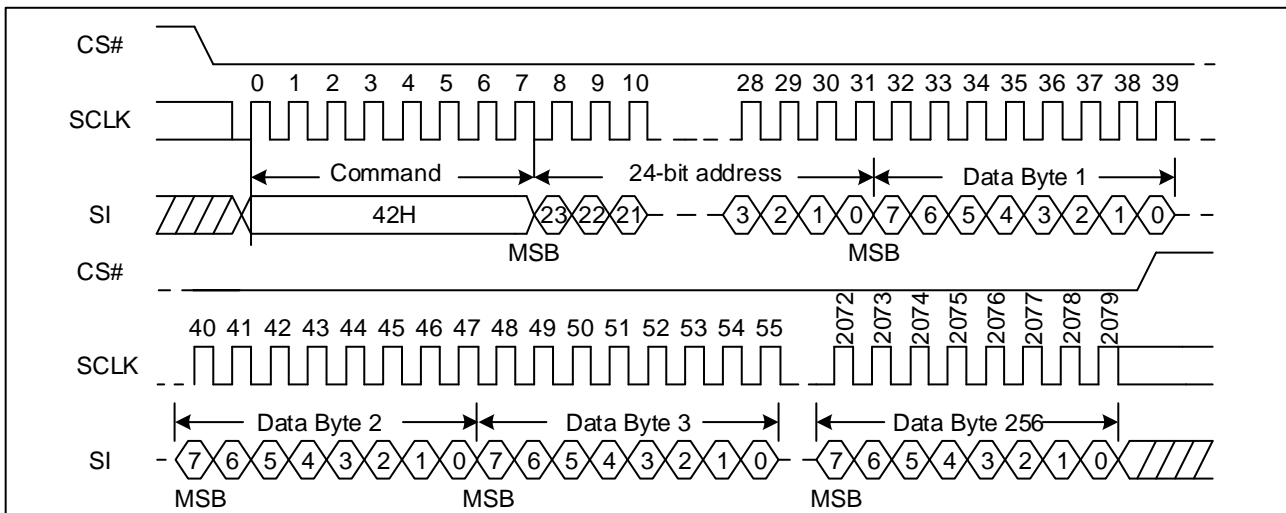 CS#
0 1 2 3 4 5 6 7 8 9 10 28 29 30 31 32 33 34 35 36 37 38 39
SCLK
Command 24-bit address Data Byte 1
SI 42H 23 22 21 3 2 1 0 7 6 5 4 3 2 1 0
MSB MSB
CS#
40 41 42 43 44 45 46 47 48 49 50 51 52 53 54 55 2072 2073 2074 2075 2076 2077 2078 2079
SCLK
Data Byte 2 Data Byte 3 Data Byte 256
SI 7 6 5 4 3 2 1 0 7 6 5 4 3 2 1 0 7 6 5 4 3 2 1 0
MSB MSB MSB